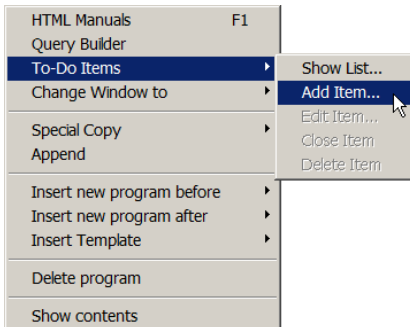 HTML Manuals F1
Query Builder
To-Do Items
Change Window to
Special Copy
Append
Insert new program before
Insert new program after
Insert Template
Delete program
Show contents
Show List...
Add Item...
Edit Item...
Close Item
Delete Item